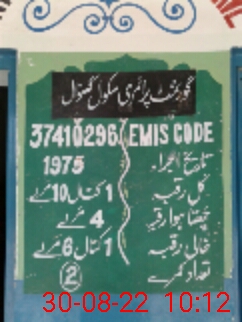 گورنمنٹ پرائمری سکول گھنول
37410296 EMIS CODE
تاریخ اجراء 1975
کل رقبہ 1 کنال 10 مرلے
چھتا ہوا رقبہ 4 مرلے
خالی رقبہ 1 کنال 6 مرلے
تعداد کمرے 2
30-08-22 10:12